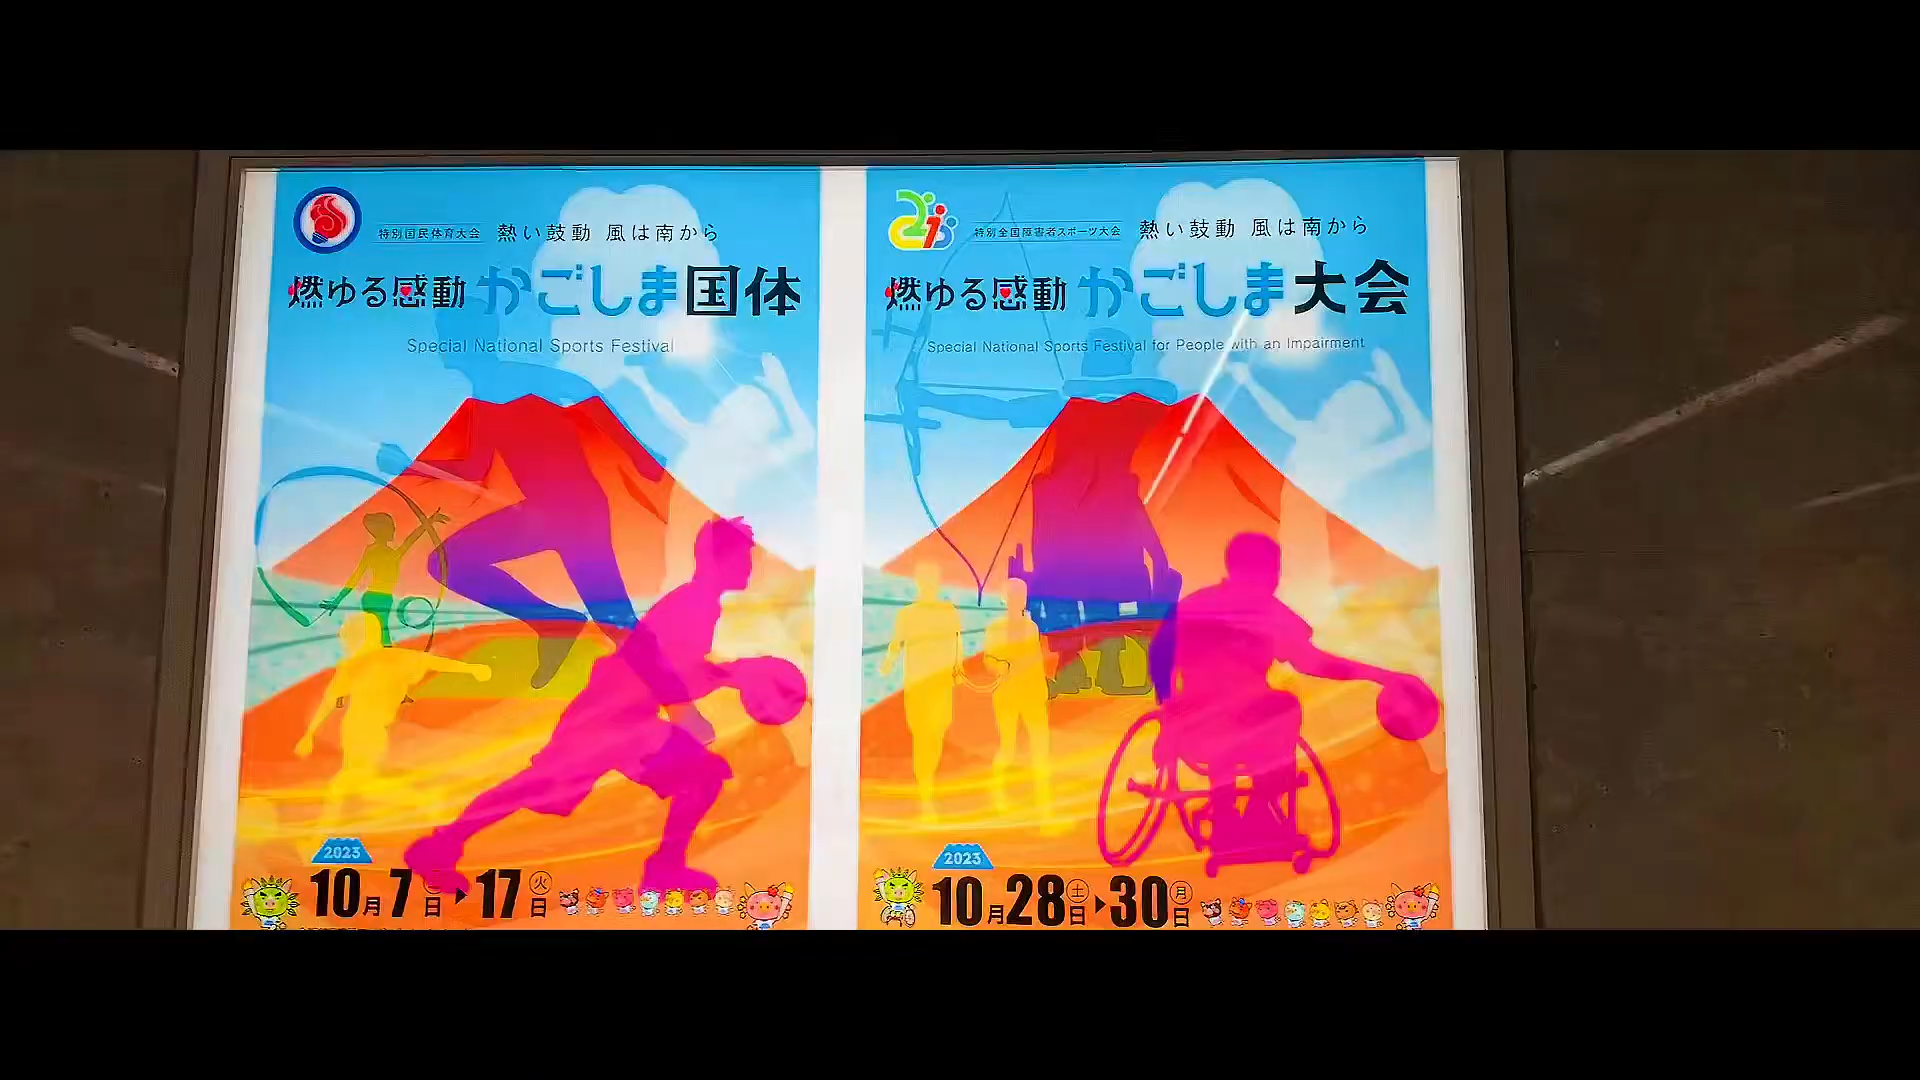 特別国民体育大会 熱い鼓動 風は南から
燃ゆる感動かごしま国体
Special National Sports Festival
2023
10月7日▶17日火
特別全国障害者スポーツ大会 熱い鼓動 風は南から
燃ゆる感動かごしま大会
Special National Sports Festival for People with an Impairment
2023
10月28日土▶30日月